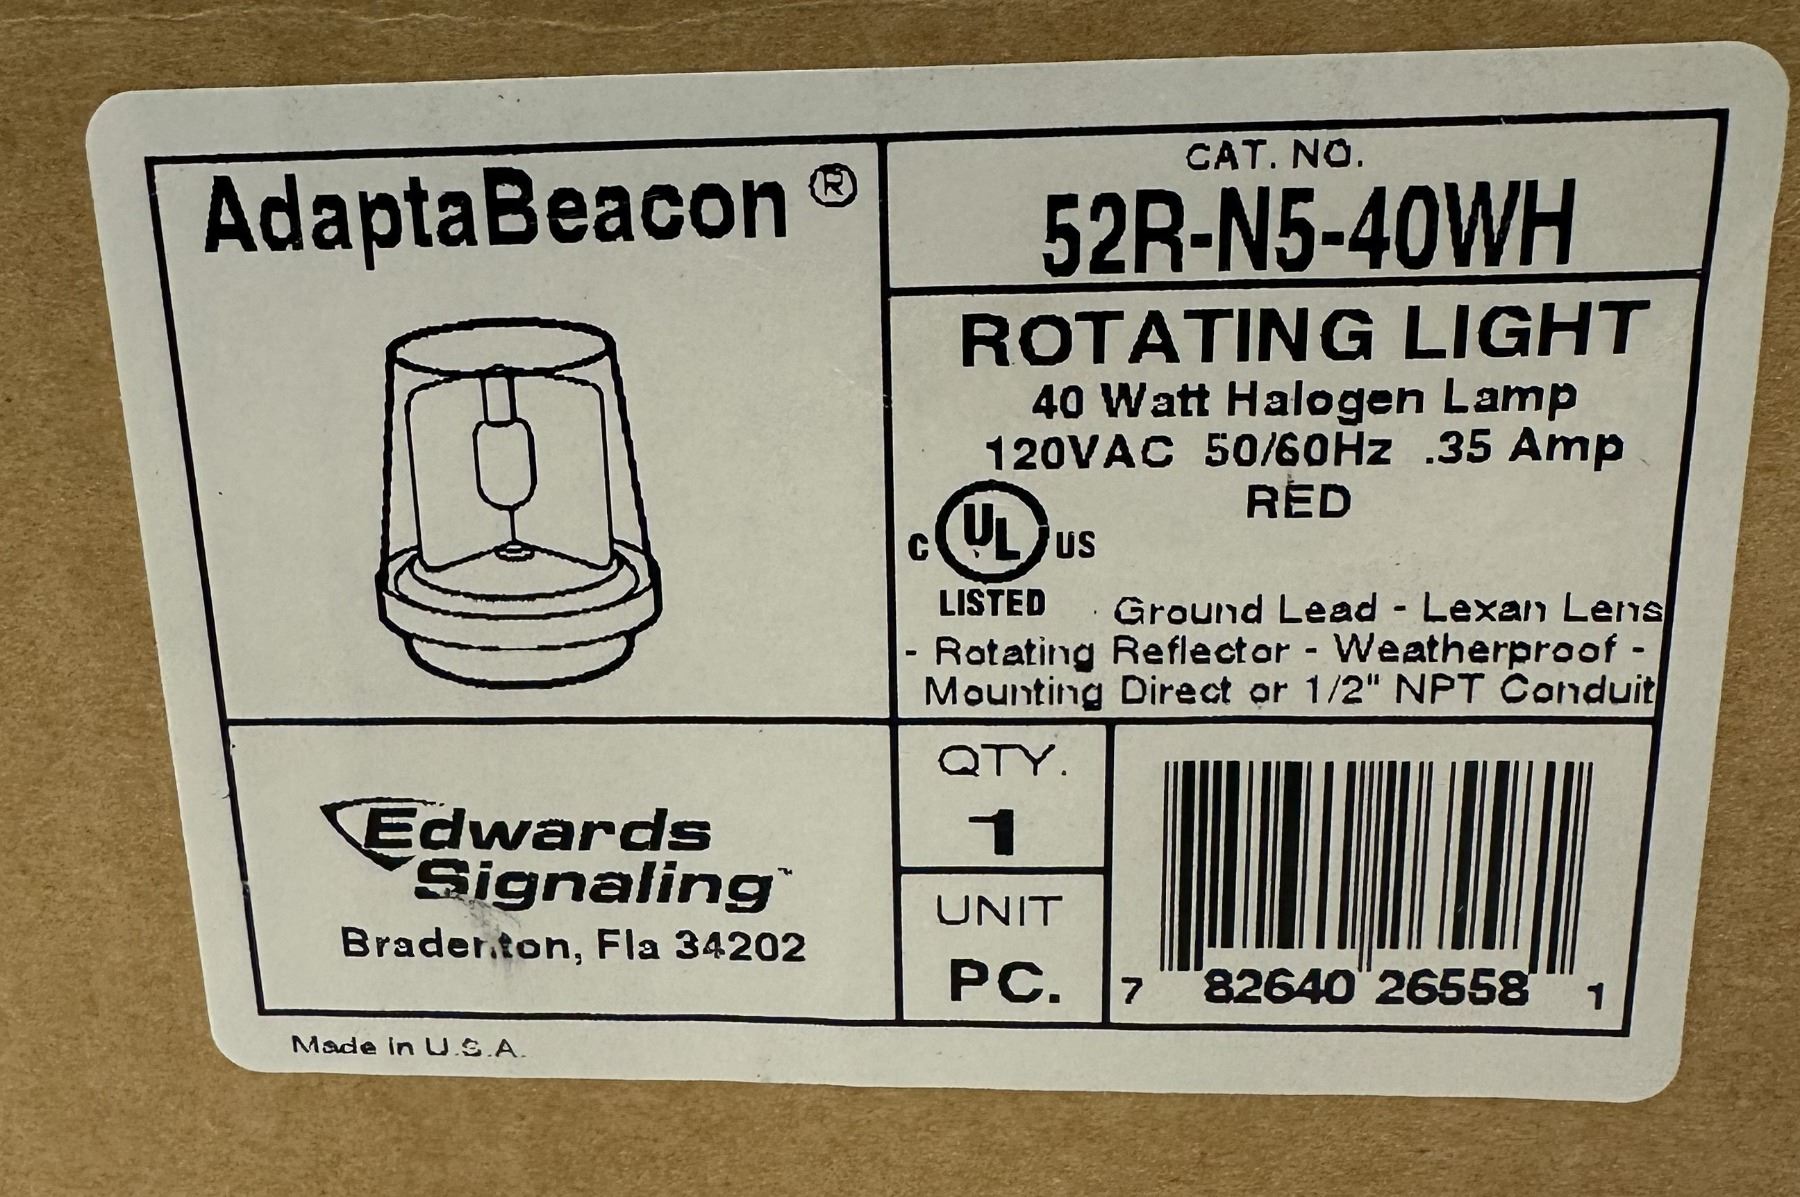 AdaptaBeacon ®
CAT. NO.
52R-N5-40WH
ROTATING LIGHT
40 Watt Halogen Lamp
120VAC 50/60Hz .35 Amp
RED
C UL US
LISTED
Ground Lead - Lexan Lens
- Rotating Reflector - Weatherproof -
Mounting Direct or 1/2" NPT Conduit
Edwards
Signaling™
Bradenton, Fla 34202
QTY.
1
UNIT
PC.
7 82640 26558 1
Made in U.S.A.